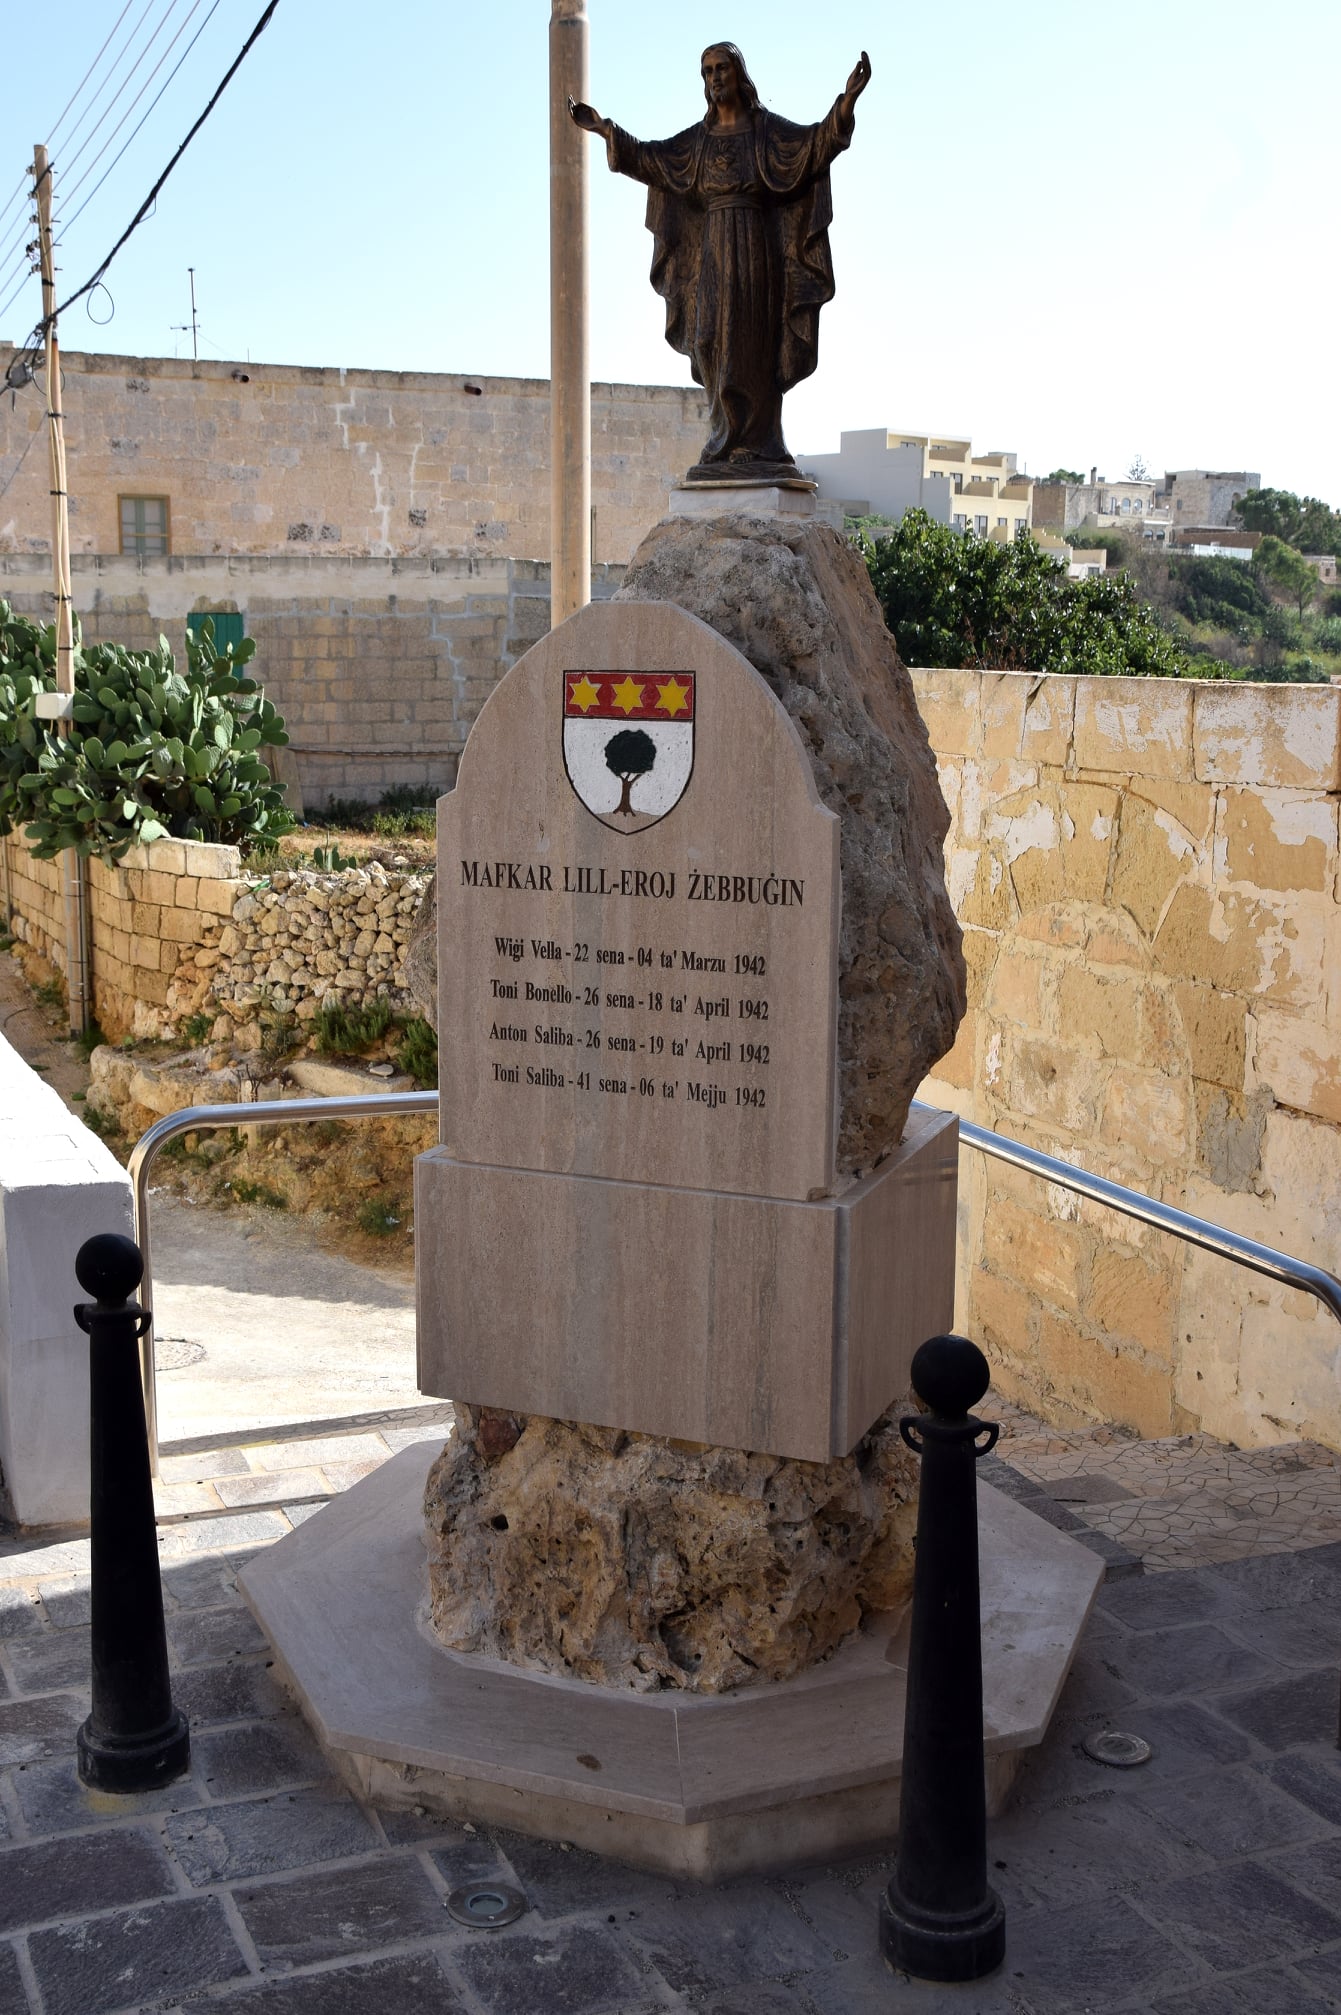 MAFKAR LILL-EROJ ŻEBBUĠIN
Wiġi Vella - 22 sena - 04 ta' Marzu 1942
Toni Bonello - 26 sena - 18 ta' April 1942
Anton Saliba - 26 sena - 19 ta' April 1942
Toni Saliba - 41 sena - 06 ta' Mejju 1942